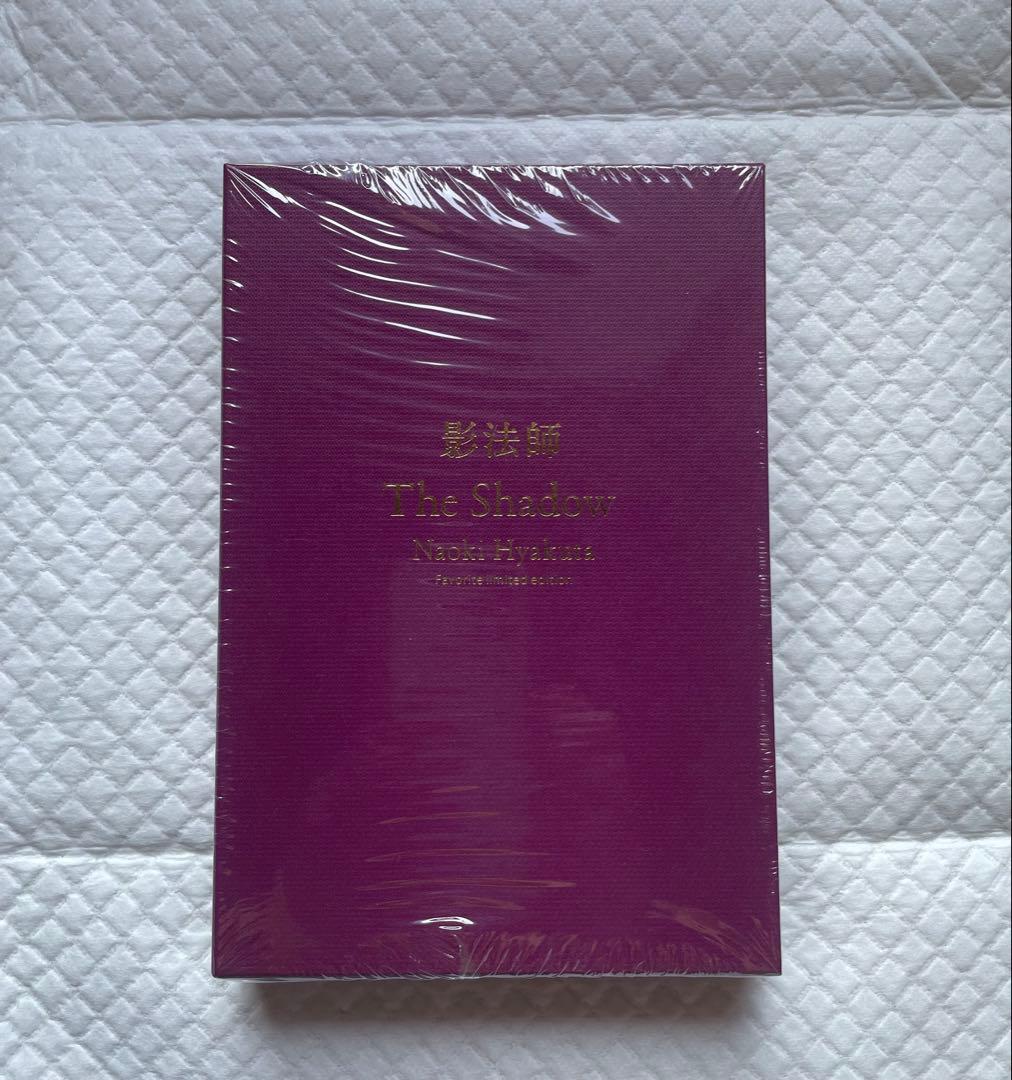 影法師
The Shadow
Naoki Hyakuta
Favorite limited edition